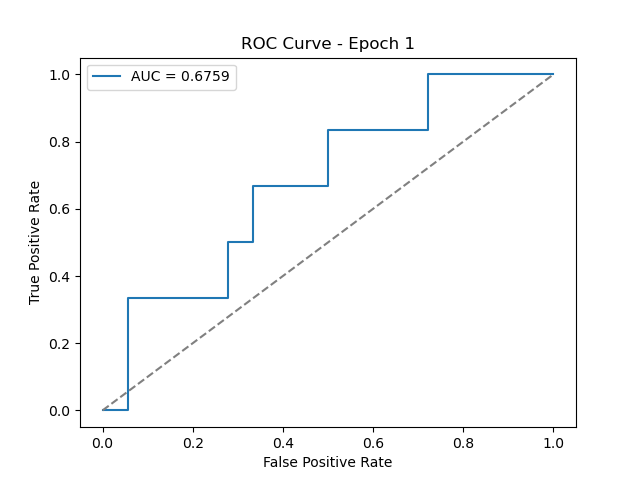 ROC Curve - Epoch 1
AUC = 0.6759
True Positive Rate
1.0
0.8
0.6
0.4
0.2
0.0
0.0 0.2 0.4 0.6 0.8 1.0
False Positive Rate